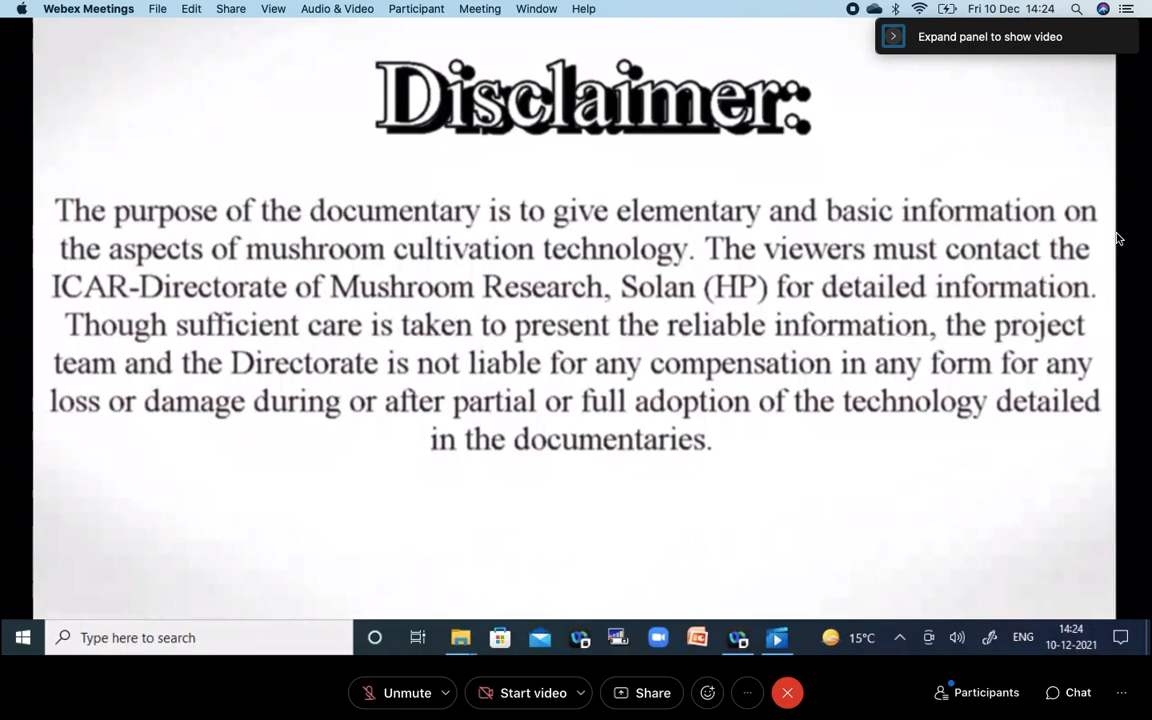 Webex Meetings File Edit Share View Audio & Video Participant Meeting Window Help Fri 10 Dec 14:24
Expand panel to show video
Disclaimer:
The purpose of the documentary is to give elementary and basic information on
the aspects of mushroom cultivation technology. The viewers must contact the
ICAR-Directorate of Mushroom Research, Solan (HP) for detailed information.
Though sufficient care is taken to present the reliable information, the project
team and the Directorate is not liable for any compensation in any form for any
loss or damage during or after partial or full adoption of the technology detailed
in the documentaries.
Type here to search 15°C ENG 14:24
10-12-2021
Unmute Start video Share Participants Chat